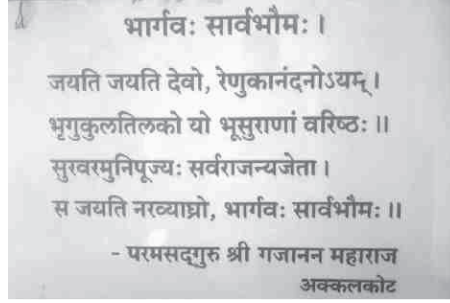 भार्गवः सार्वभौमः ।
जयति जयति देवो, रेणुकानंदनोऽयम् ।
भृगुकुलतिलको यो भूसुराणां वरिष्ठः ॥
सुरवरमुनिपूज्यः सर्वराजन्यजेता ।
स जयति नरव्याघ्रो, भार्गवः सार्वभौमः ॥
- परमसद्‌गुरु श्री गजानन महाराज
अक्कलकोट